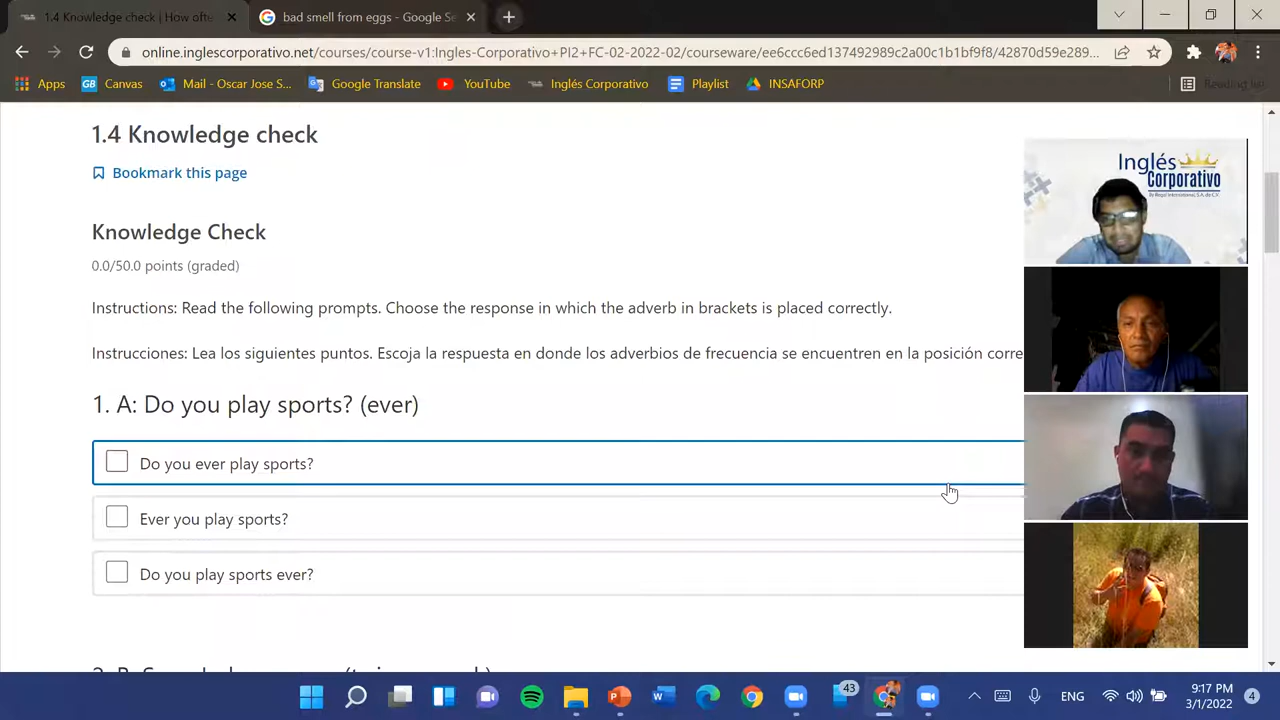 1.4 Knowledge check | How ofte
bad smell from eggs - Google Se
online.inglescorporativo.net/courses/course-v1:Ingles-Corporativo+PI2+FC-02-2022-02/courseware/ee6ccc6ed137492989c2a00c1b1bf9f8/42870d59e289...
Apps
Canvas
Mail - Oscar Jose S...
Google Translate
YouTube
Inglés Corporativo
Playlist
INSAFORP
Reading list
1.4 Knowledge check
Bookmark this page
Knowledge Check
0.0/50.0 points (graded)
Instructions: Read the following prompts. Choose the response in which the adverb in brackets is placed correctly.
Instrucciones: Lea los siguientes puntos. Escoja la respuesta en donde los adverbios de frecuencia se encuentren en la posición corre
1. A: Do you play sports? (ever)
Do you ever play sports?
Ever you play sports?
Do you play sports ever?
Inglés
Corporativo
43
ENG
9:17 PM
3/1/2022
4